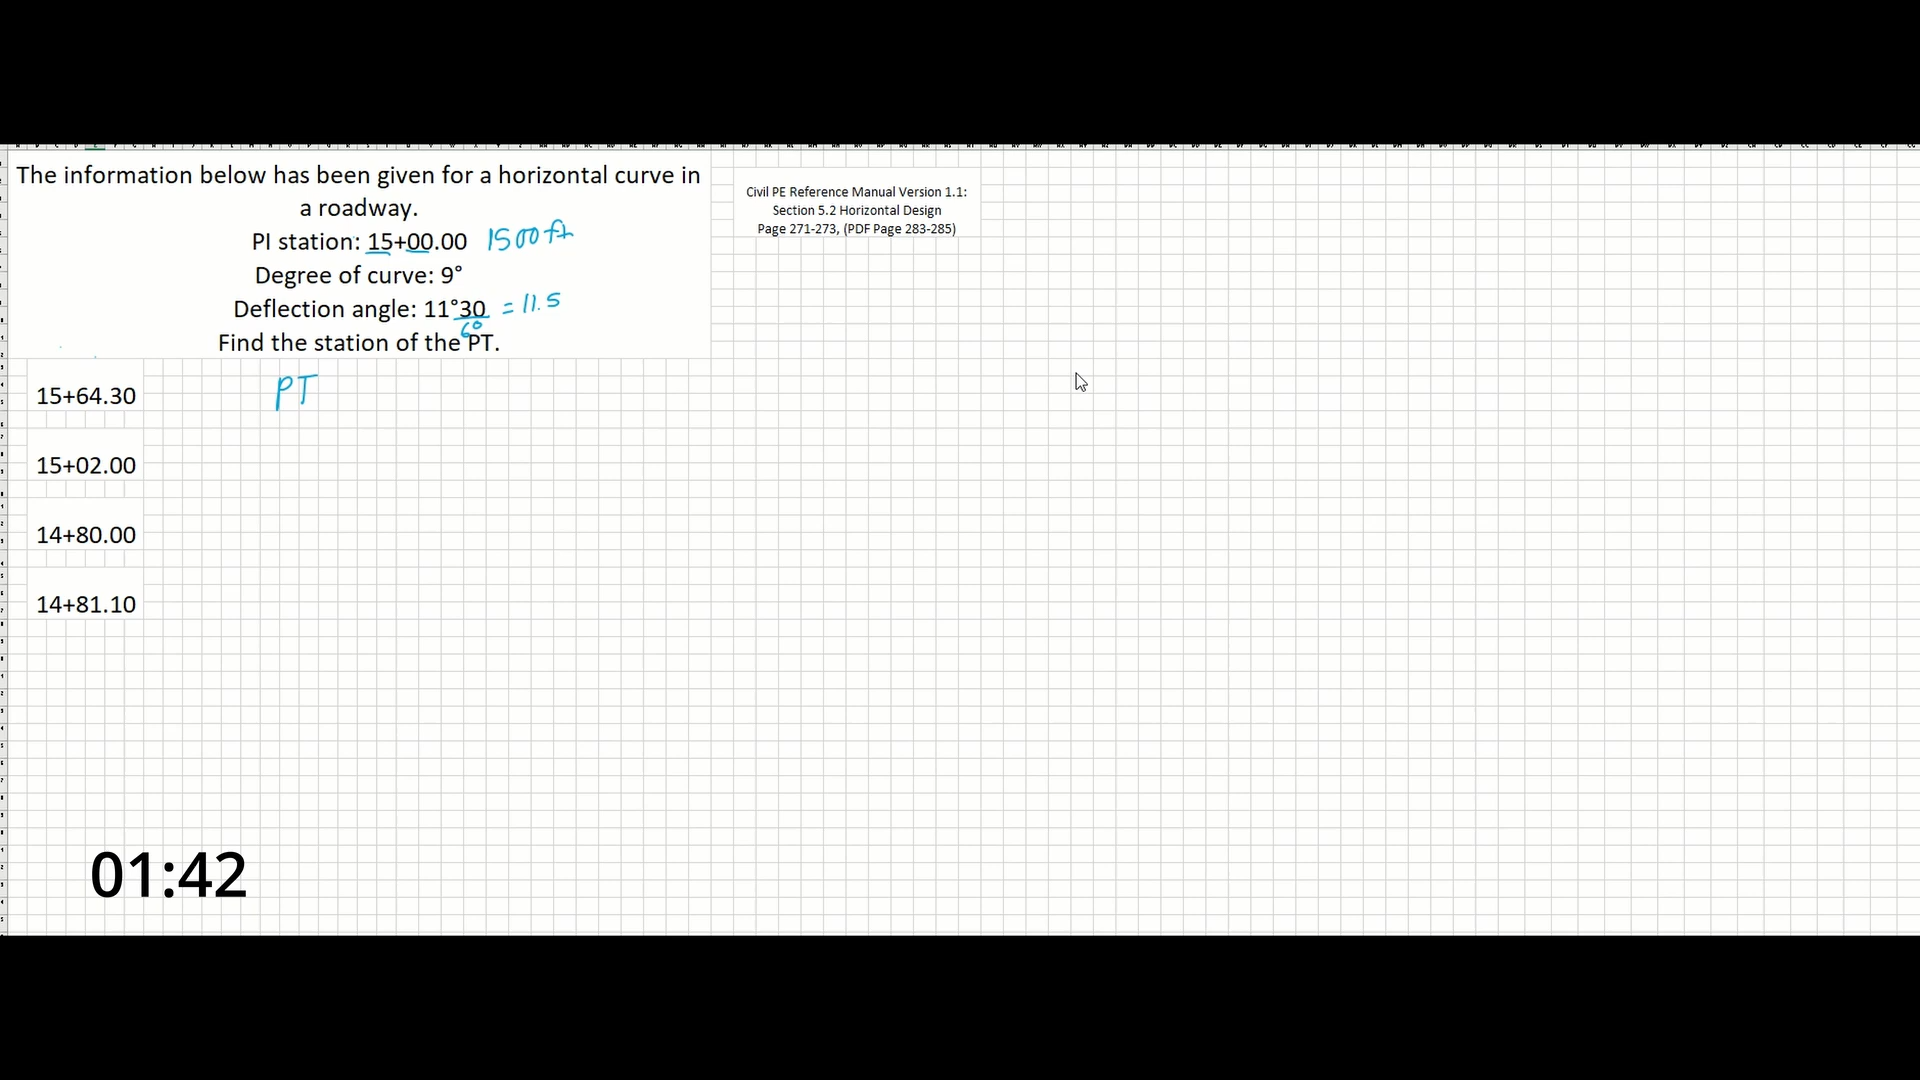 The information below has been given for a horizontal curve in
a roadway.
PI station: 15+00.00 1500ft
Degree of curve: 9°
Deflection angle: 11°30 = 11.5
60
Find the station of the PT.
Civil PE Reference Manual Version 1.1:
Section 5.2 Horizontal Design
Page 271-273, (PDF Page 283-285)
PT
15+64.30
15+02.00
14+80.00
14+81.10
01:42